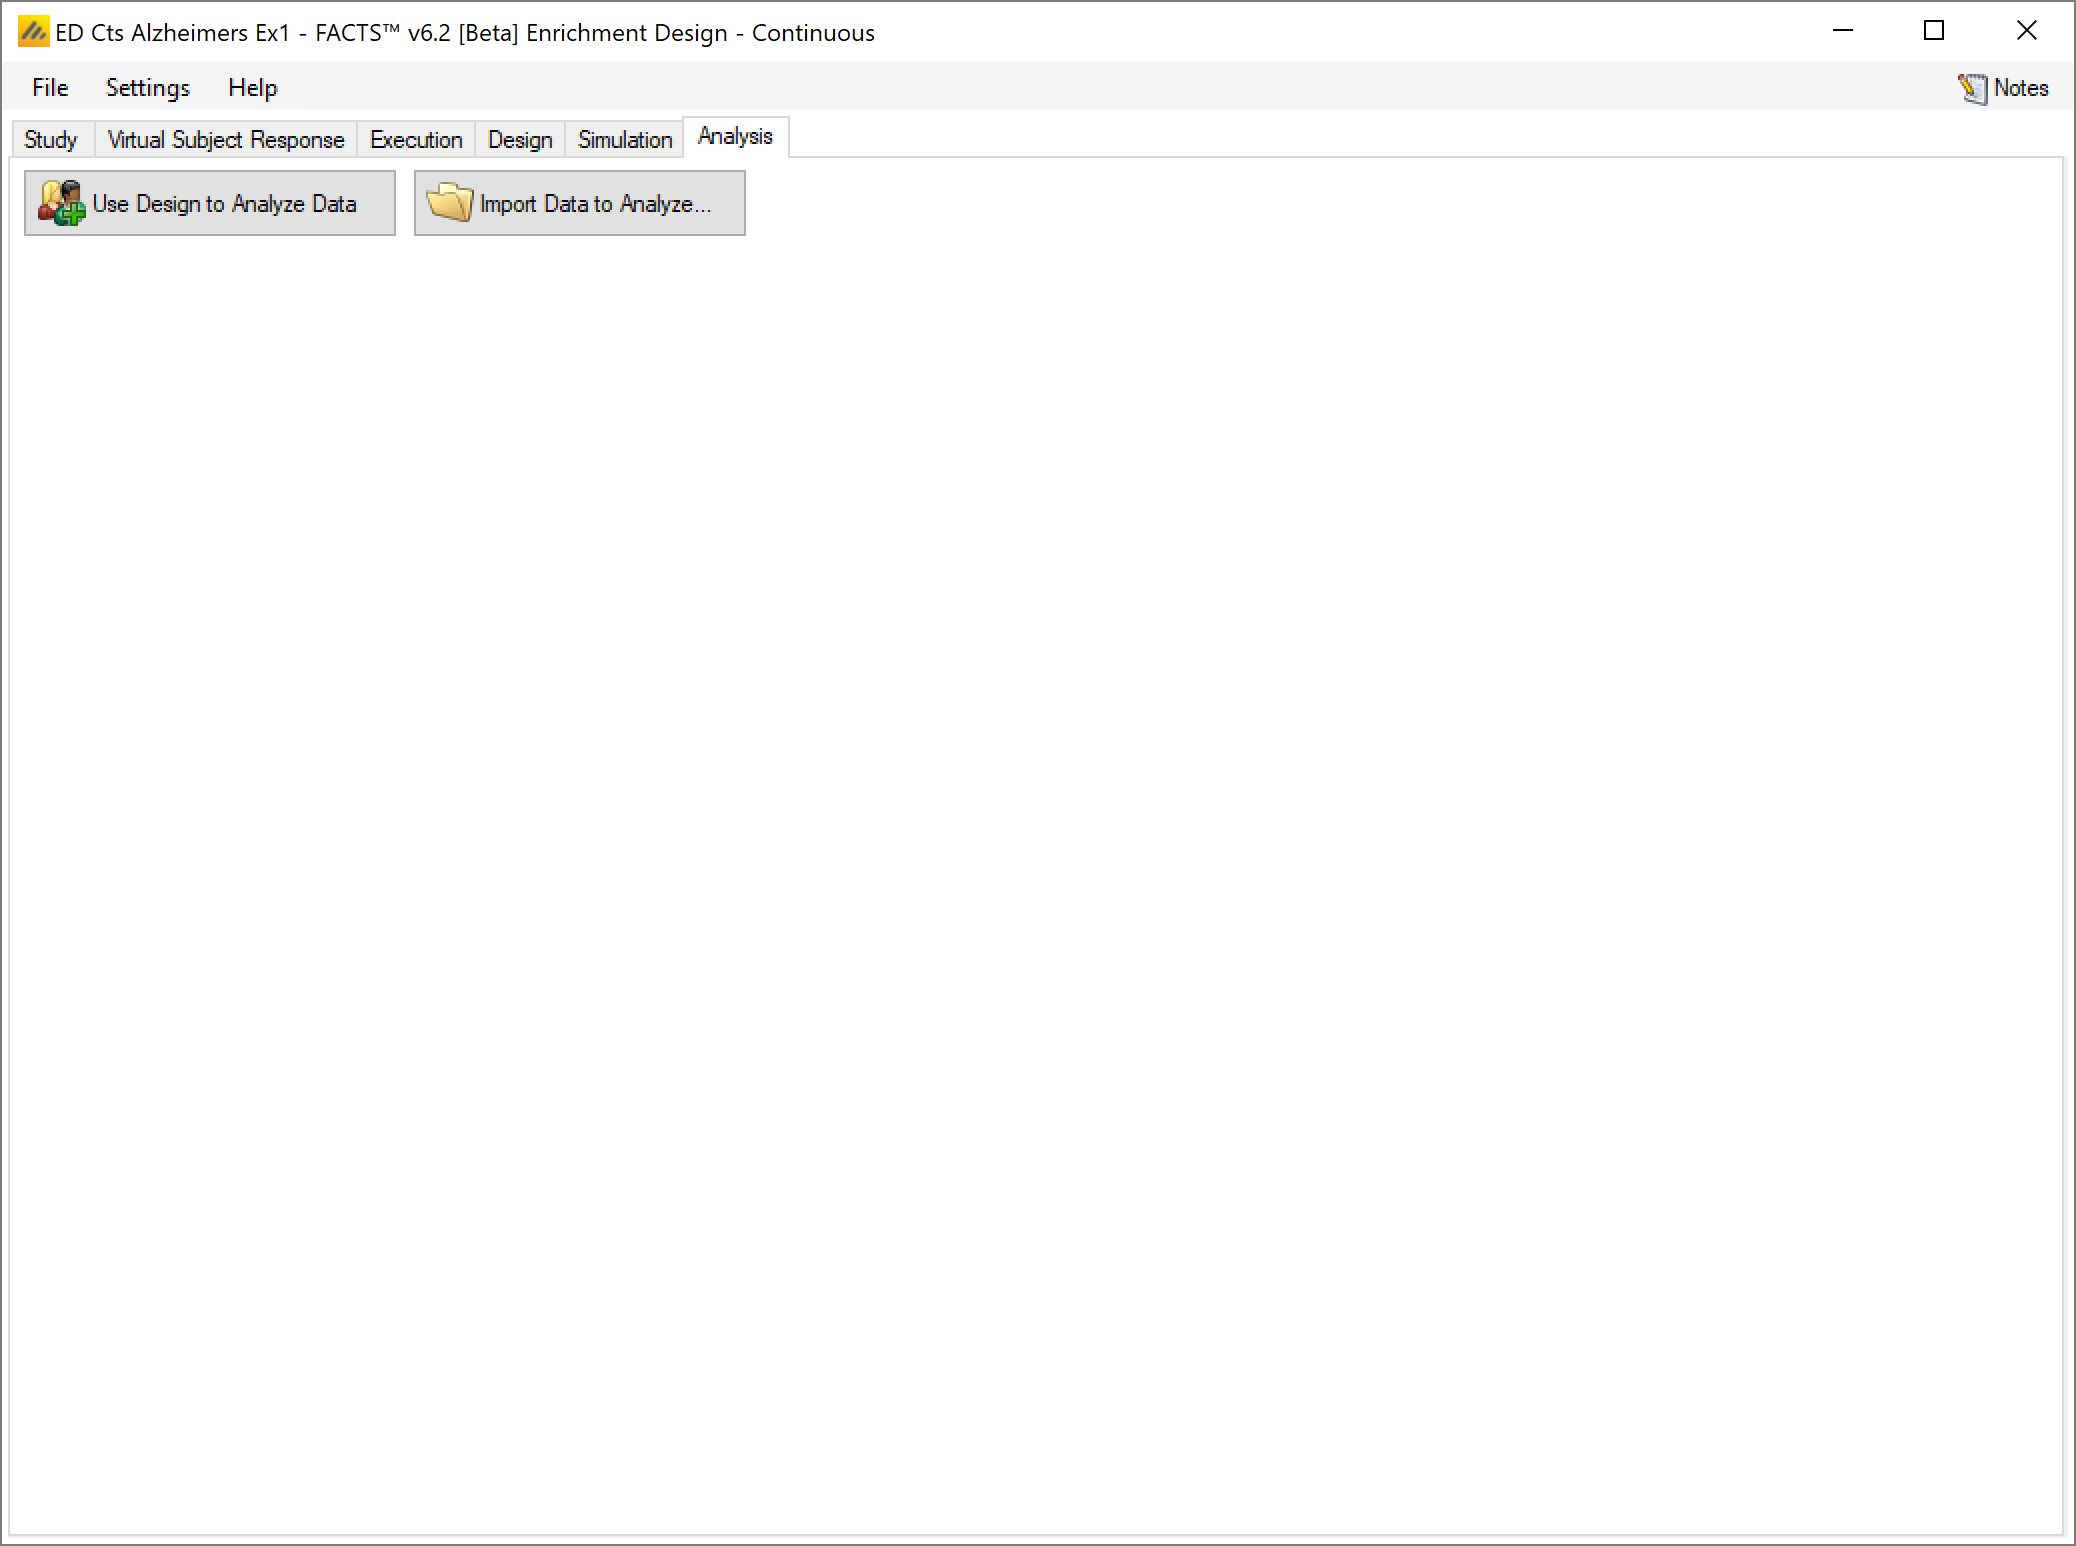 ED Cts Alzheimers Ex1 - FACTS™ v6.2 [Beta] Enrichment Design - Continuous
File Settings Help Notes
Study Virtual Subject Response Execution Design Simulation Analysis
Use Design to Analyze Data Import Data to Analyze...